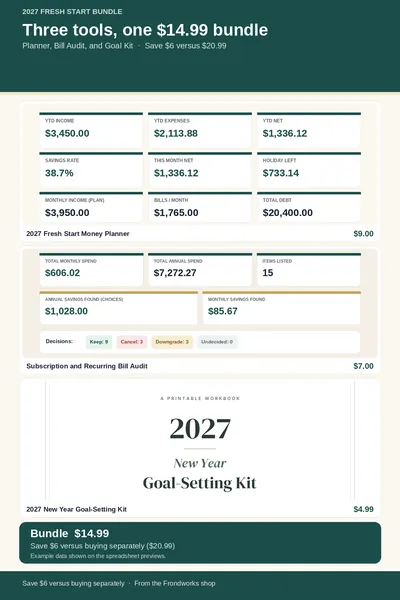 2027 FRESH START BUNDLE
Three tools, one $14.99 bundle
Planner, Bill Audit, and Goal Kit · Save $6 versus $20.99
YTD INCOME
$3,450.00
YTD EXPENSES
$2,113.88
YTD NET
$1,336.12
SAVINGS RATE
38.7%
THIS MONTH NET
$1,336.12
HOLIDAY LEFT
$733.14
MONTHLY INCOME (PLAN)
$3,950.00
BILLS / MONTH
$1,765.00
TOTAL DEBT
$20,400.00
2027 Fresh Start Money Planner $9.00
TOTAL MONTHLY SPEND
$606.02
TOTAL ANNUAL SPEND
$7,272.27
ITEMS LISTED
15
ANNUAL SAVINGS FOUND (CHOICES)
$1,028.00
MONTHLY SAVINGS FOUND
$85.67
Decisions: Keep: 9 Cancel: 3 Downgrade: 3 Undecided: 0
Subscription and Recurring Bill Audit $7.00
A PRINTABLE WORKBOOK
2027
New Year
Goal-Setting Kit
2027 New Year Goal-Setting Kit $4.99
Bundle $14.99
Save $6 versus buying separately ($20.99)
Example data shown on the spreadsheet previews.
Save $6 versus buying separately · From the Frondworks shop